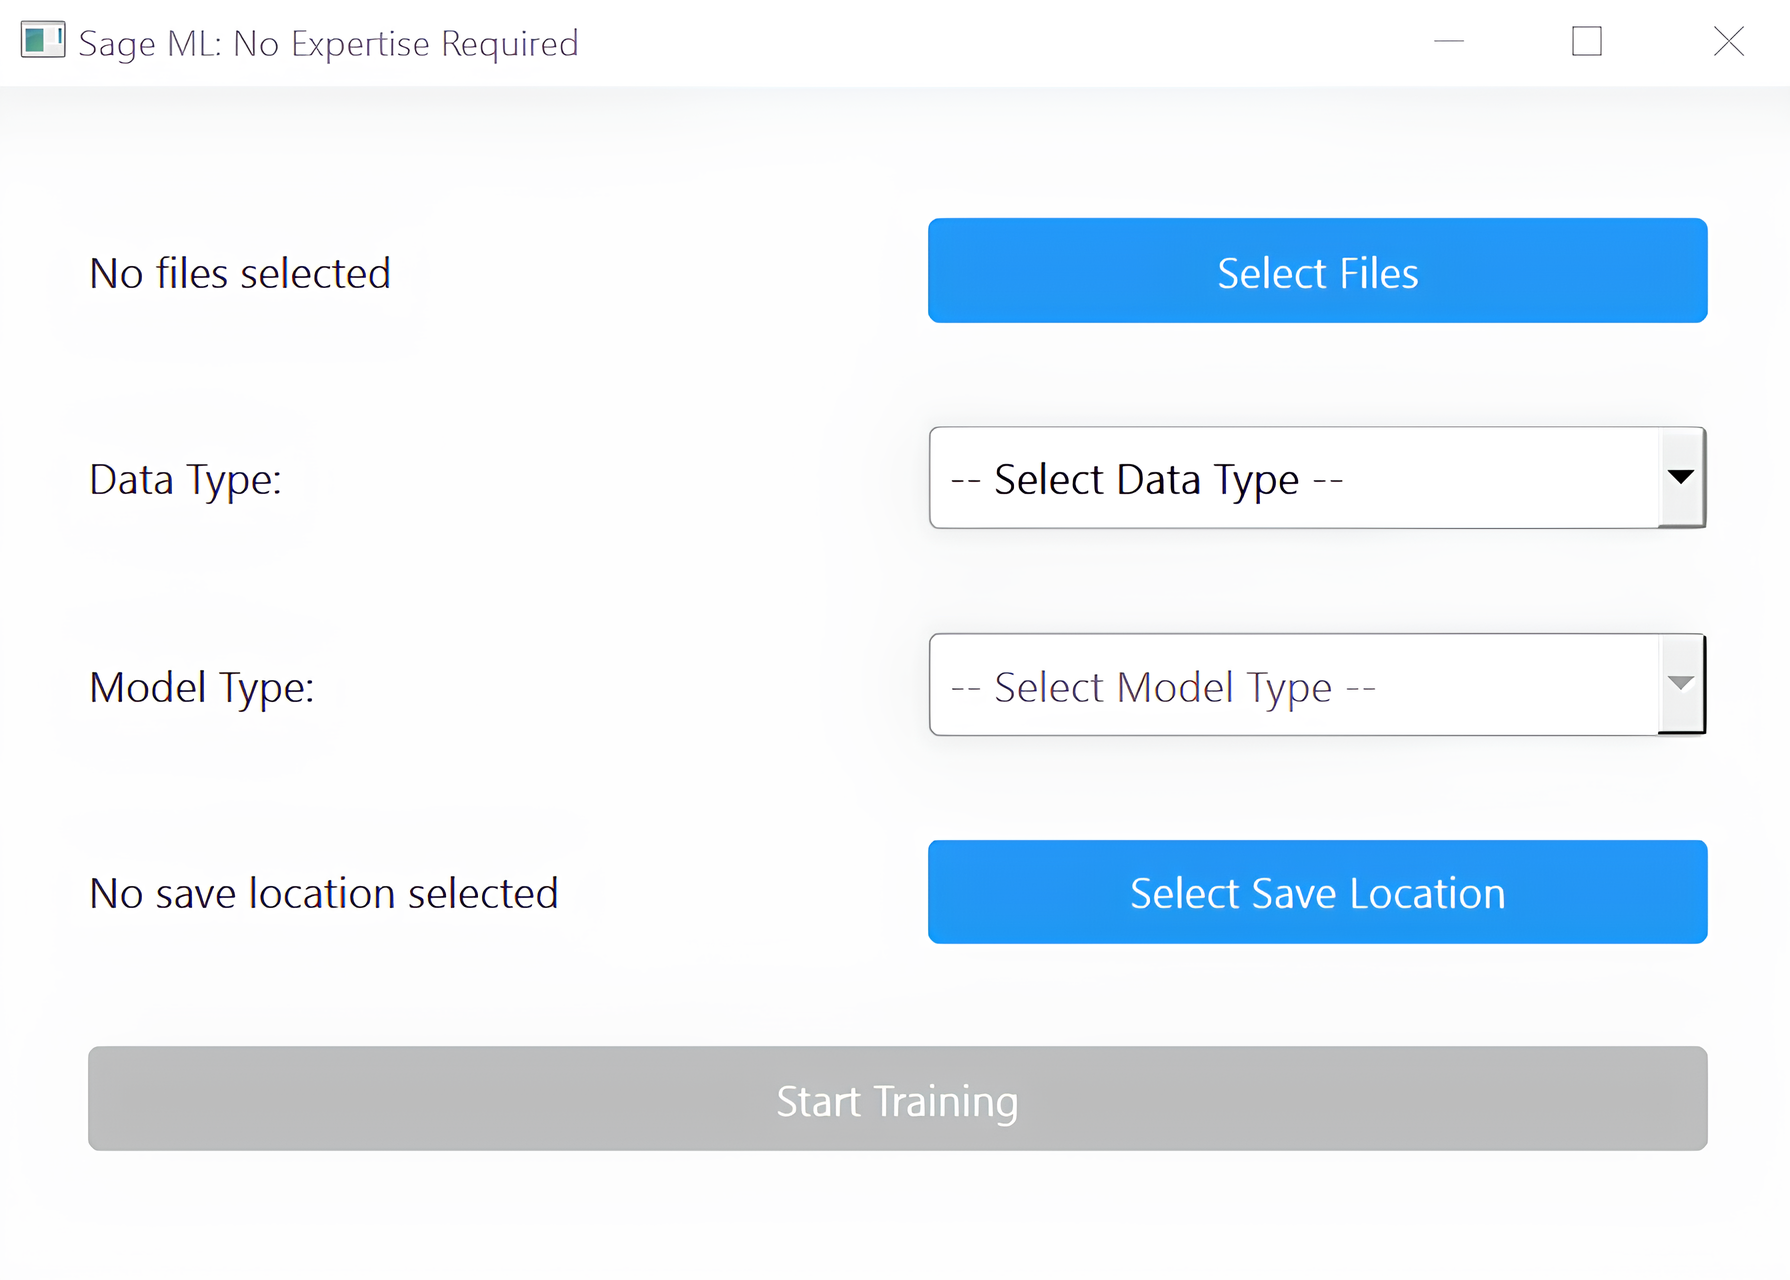 Sage ML: No Expertise Required
No files selected
Select Files
Data Type:
-- Select Data Type --
Model Type:
-- Select Model Type --
No save location selected
Select Save Location
Start Training